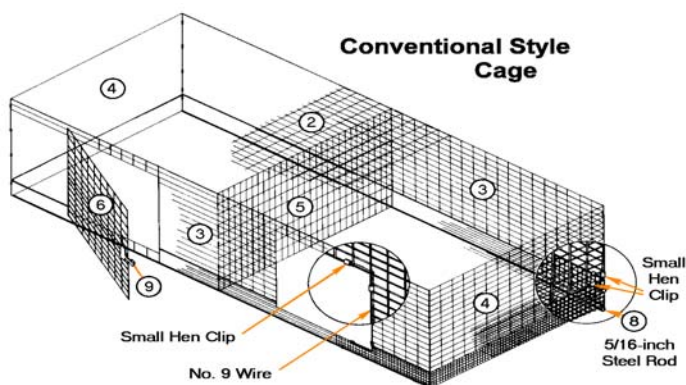 Conventional Style
Cage
4
2
3
5
6
3
9
4
Small
Hen
Clip
8
5/16-inch
Steel Rod
Small Hen Clip
No. 9 Wire